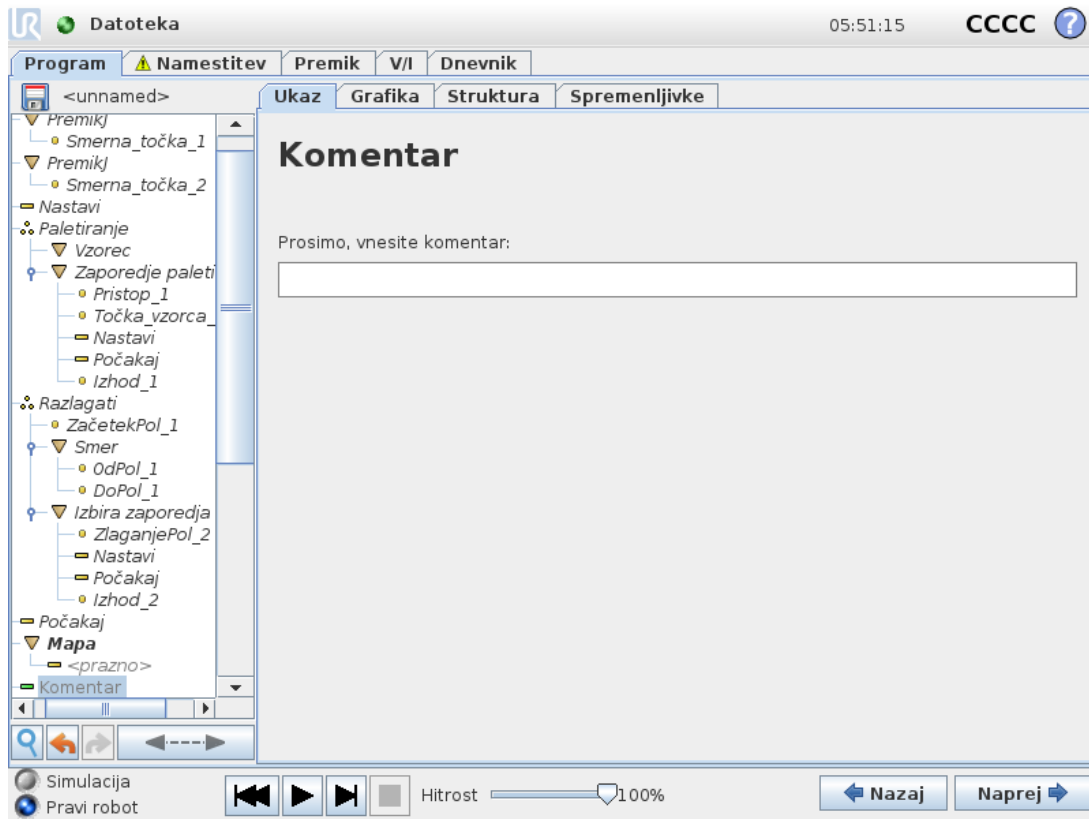 UR Datoteka 05:51:15 CCCC ?
Program Namestitev Premik V/I Dnevnik
<unnamed> Ukaz Grafika Struktura Spremenljivke
PremikJ
Smerna_točka_1
PremikJ
Smerna_točka_2
Nastavi
Paletiranje
Vzorec
Zaporedje paleti
Pristop_1
Točka_vzorca_
Nastavi
Počakaj
Izhod_1
Razlagati
ZačetekPol_1
Smer
OdPol_1
DoPol_1
Izbira zaporedja
ZlaganjePol_2
Nastavi
Počakaj
Izhod_2
Počakaj
Mapa
<prazno>
Komentar
Komentar
Prosimo, vnesite komentar:
Simulacija
Pravi robot
Hitrost 100%
Nazaj Naprej